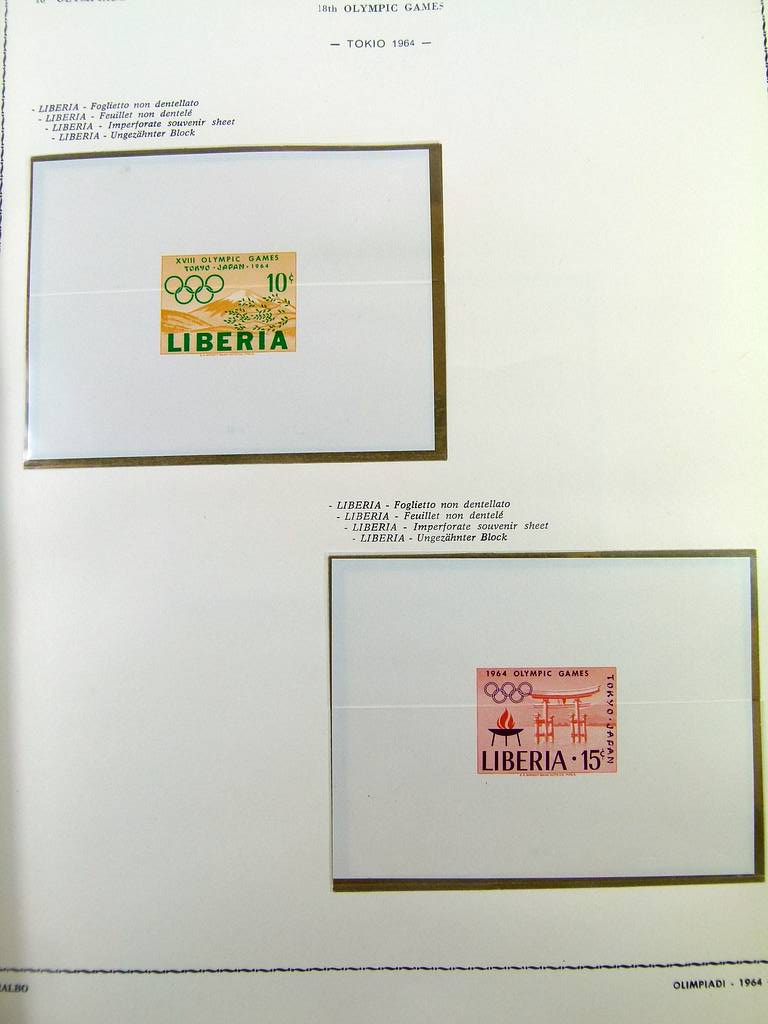 18th OLYMPIC GAMES
— TOKIO 1964 —
- LIBERIA - Foglietto non dentellato
- LIBERIA - Feuillet non dentelé
- LIBERIA - Imperforate souvenir sheet
- LIBERIA - Ungezähnter Block
XVIII OLYMPIC GAMES
TOKYO · JAPAN · 1964
10¢
LIBERIA
- LIBERIA - Foglietto non dentellato
- LIBERIA - Feuillet non dentelé
- LIBERIA - Imperforate souvenir sheet
- LIBERIA - Ungezähnter Block
1964 OLYMPIC GAMES
TOKYO · JAPAN
LIBERIA · 15¢
ALBO
OLIMPIADI - 1964